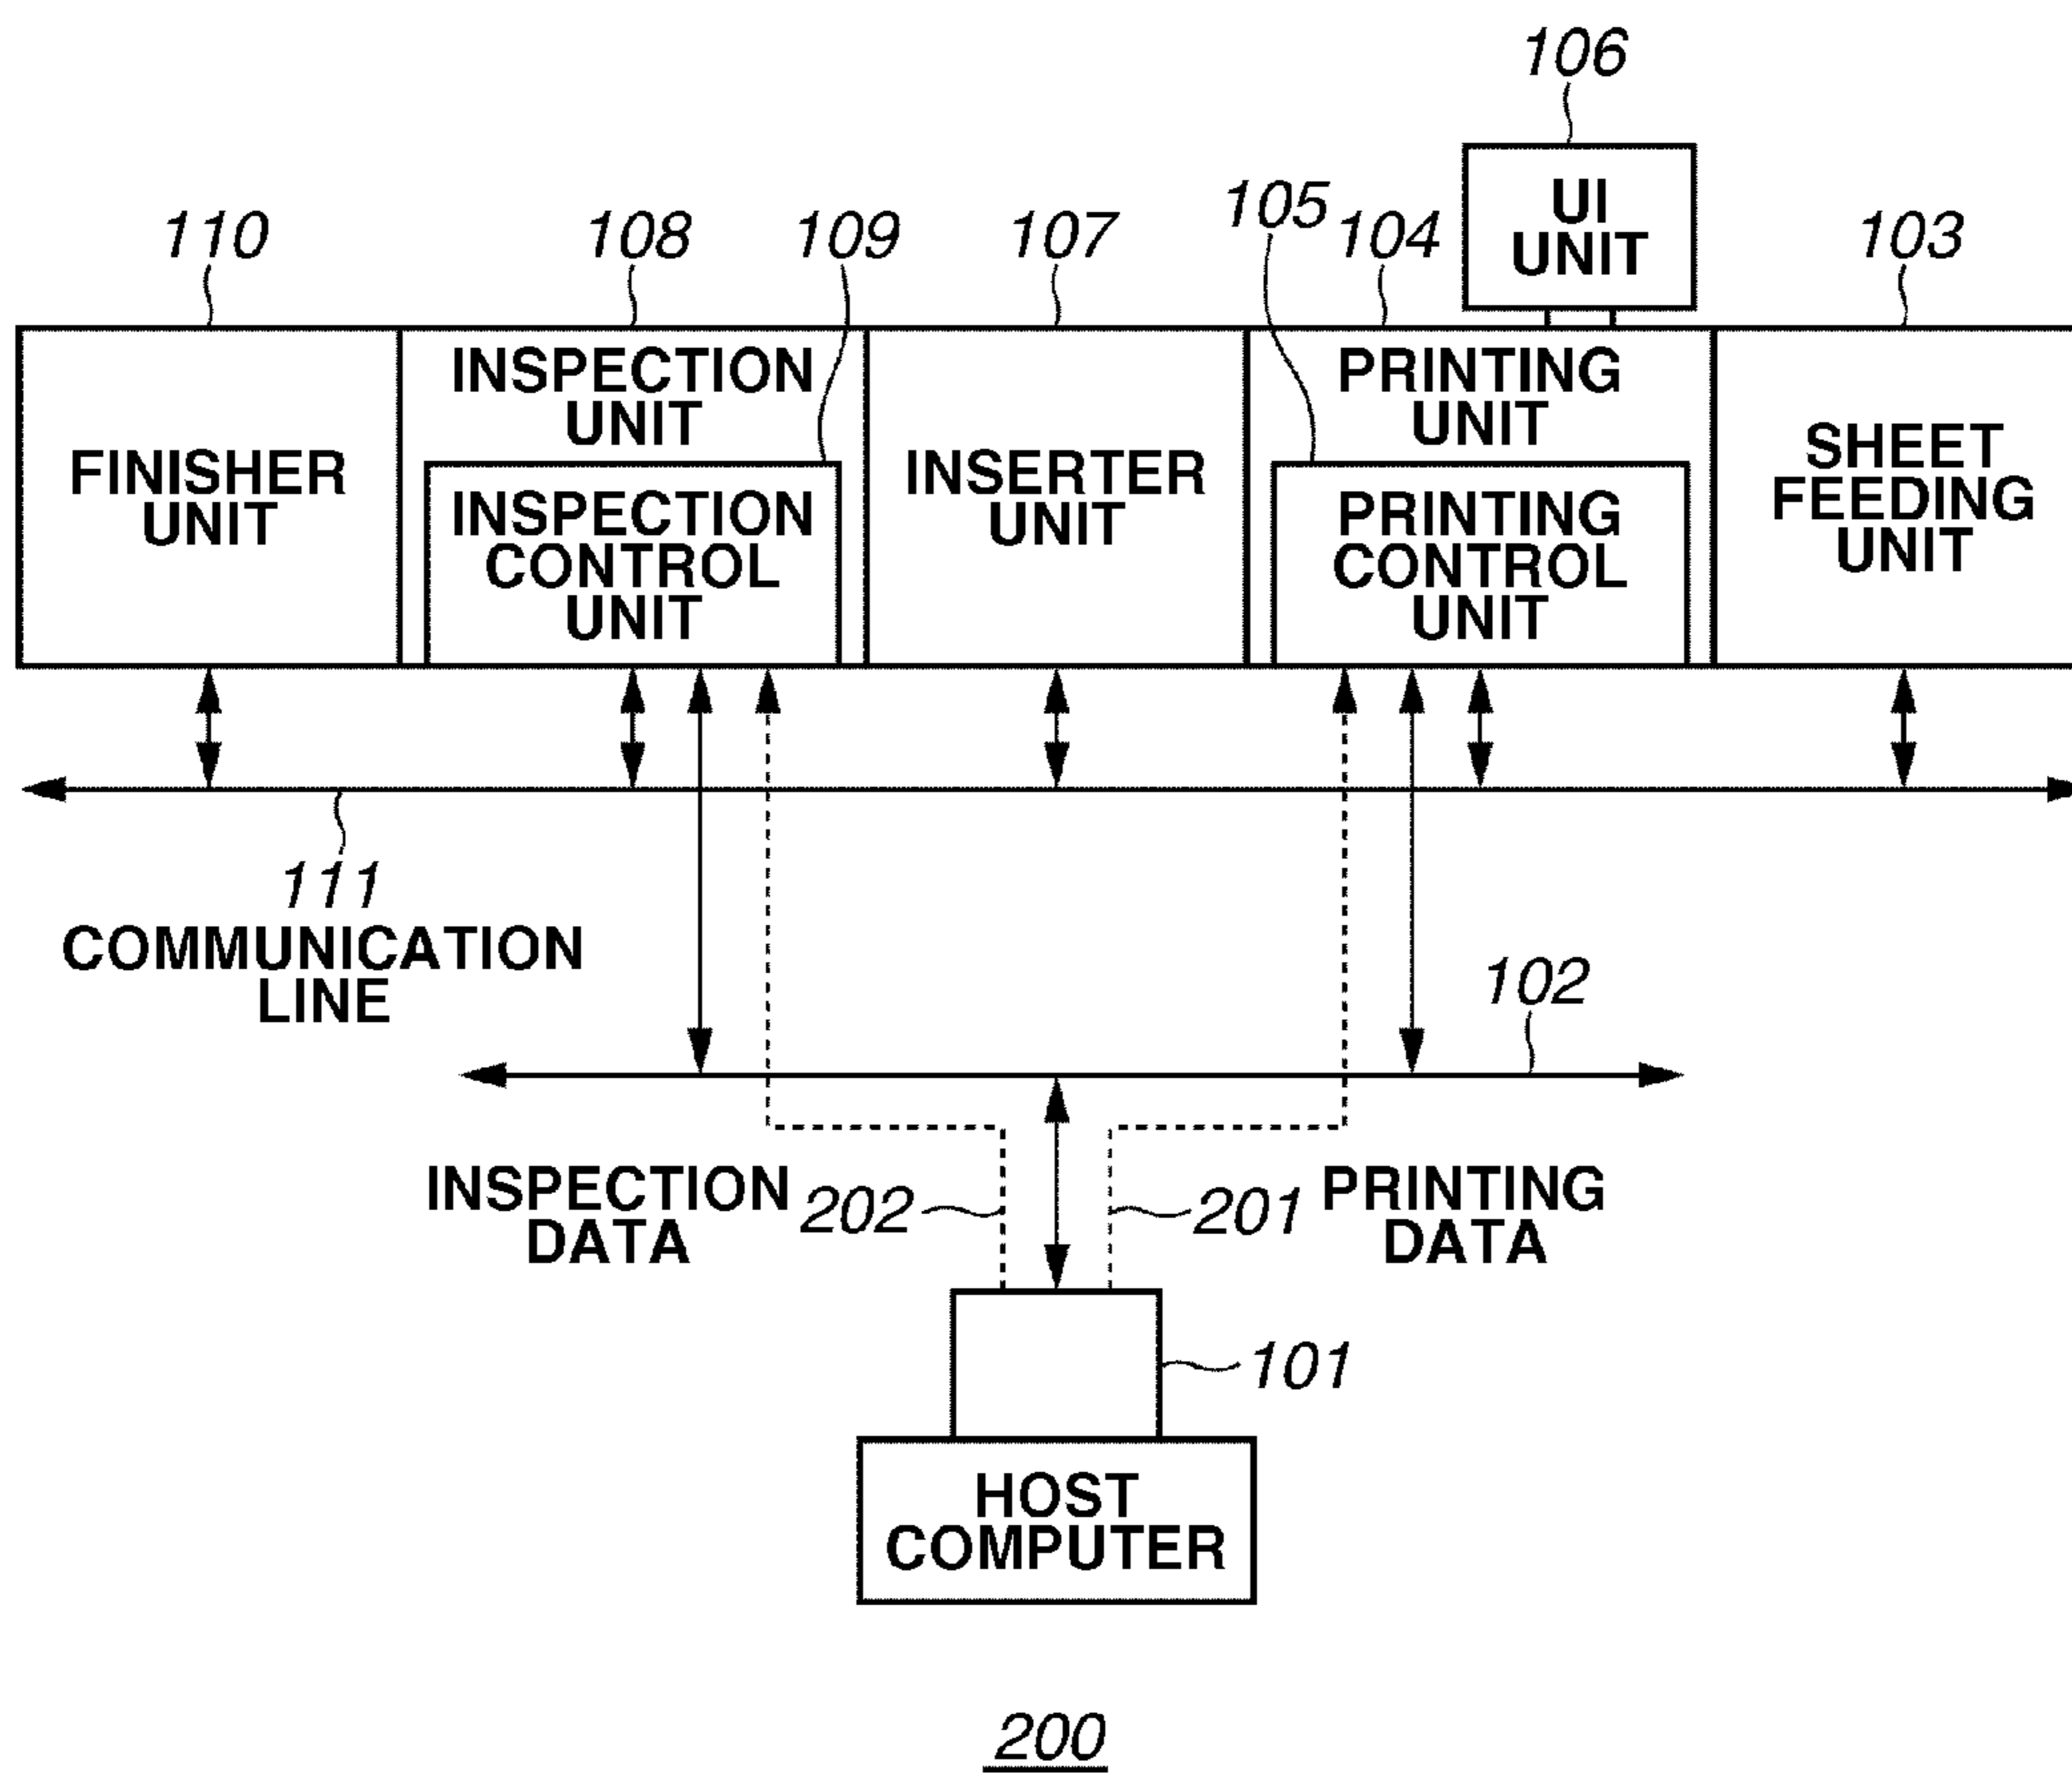 106
UI
UNIT
110
108
109
107
105
104
103
FINISHER
UNIT
INSPECTION
UNIT
INSPECTION
CONTROL
UNIT
INSERTER
UNIT
PRINTING
UNIT
PRINTING
CONTROL
UNIT
SHEET
FEEDING
UNIT
111
COMMUNICATION
LINE
102
INSPECTION
DATA
202
201
PRINTING
DATA
101
HOST
COMPUTER
200